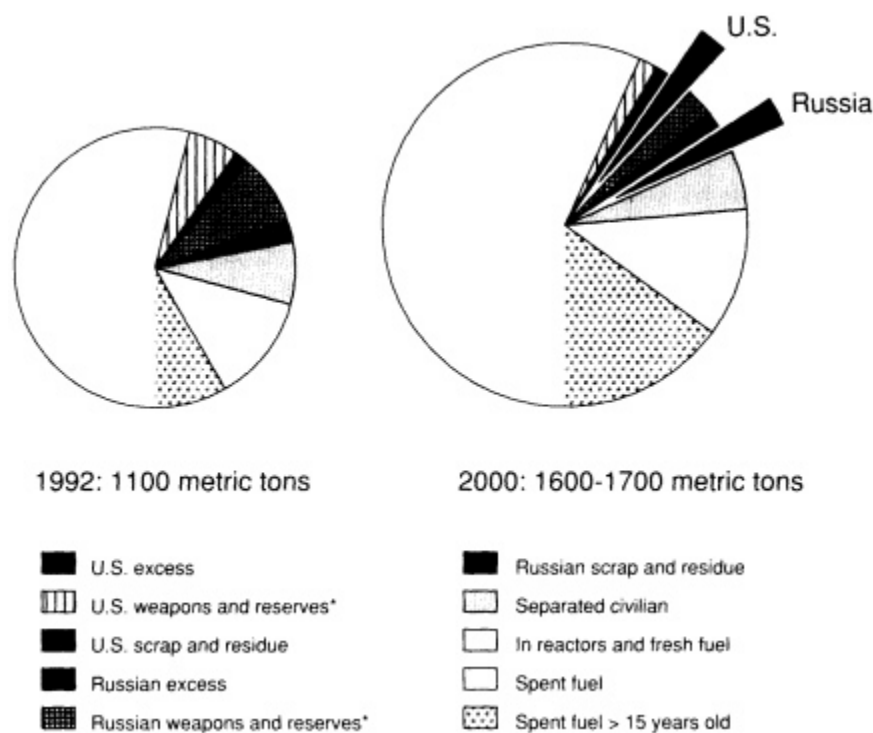 U.S.
Russia
1992: 1100 metric tons
2000: 1600-1700 metric tons
U.S. excess
U.S. weapons and reserves*
U.S. scrap and residue
Russian excess
Russian weapons and reserves*
Russian scrap and residue
Separated civilian
In reactors and fresh fuel
Spent fuel
Spent fuel > 15 years old